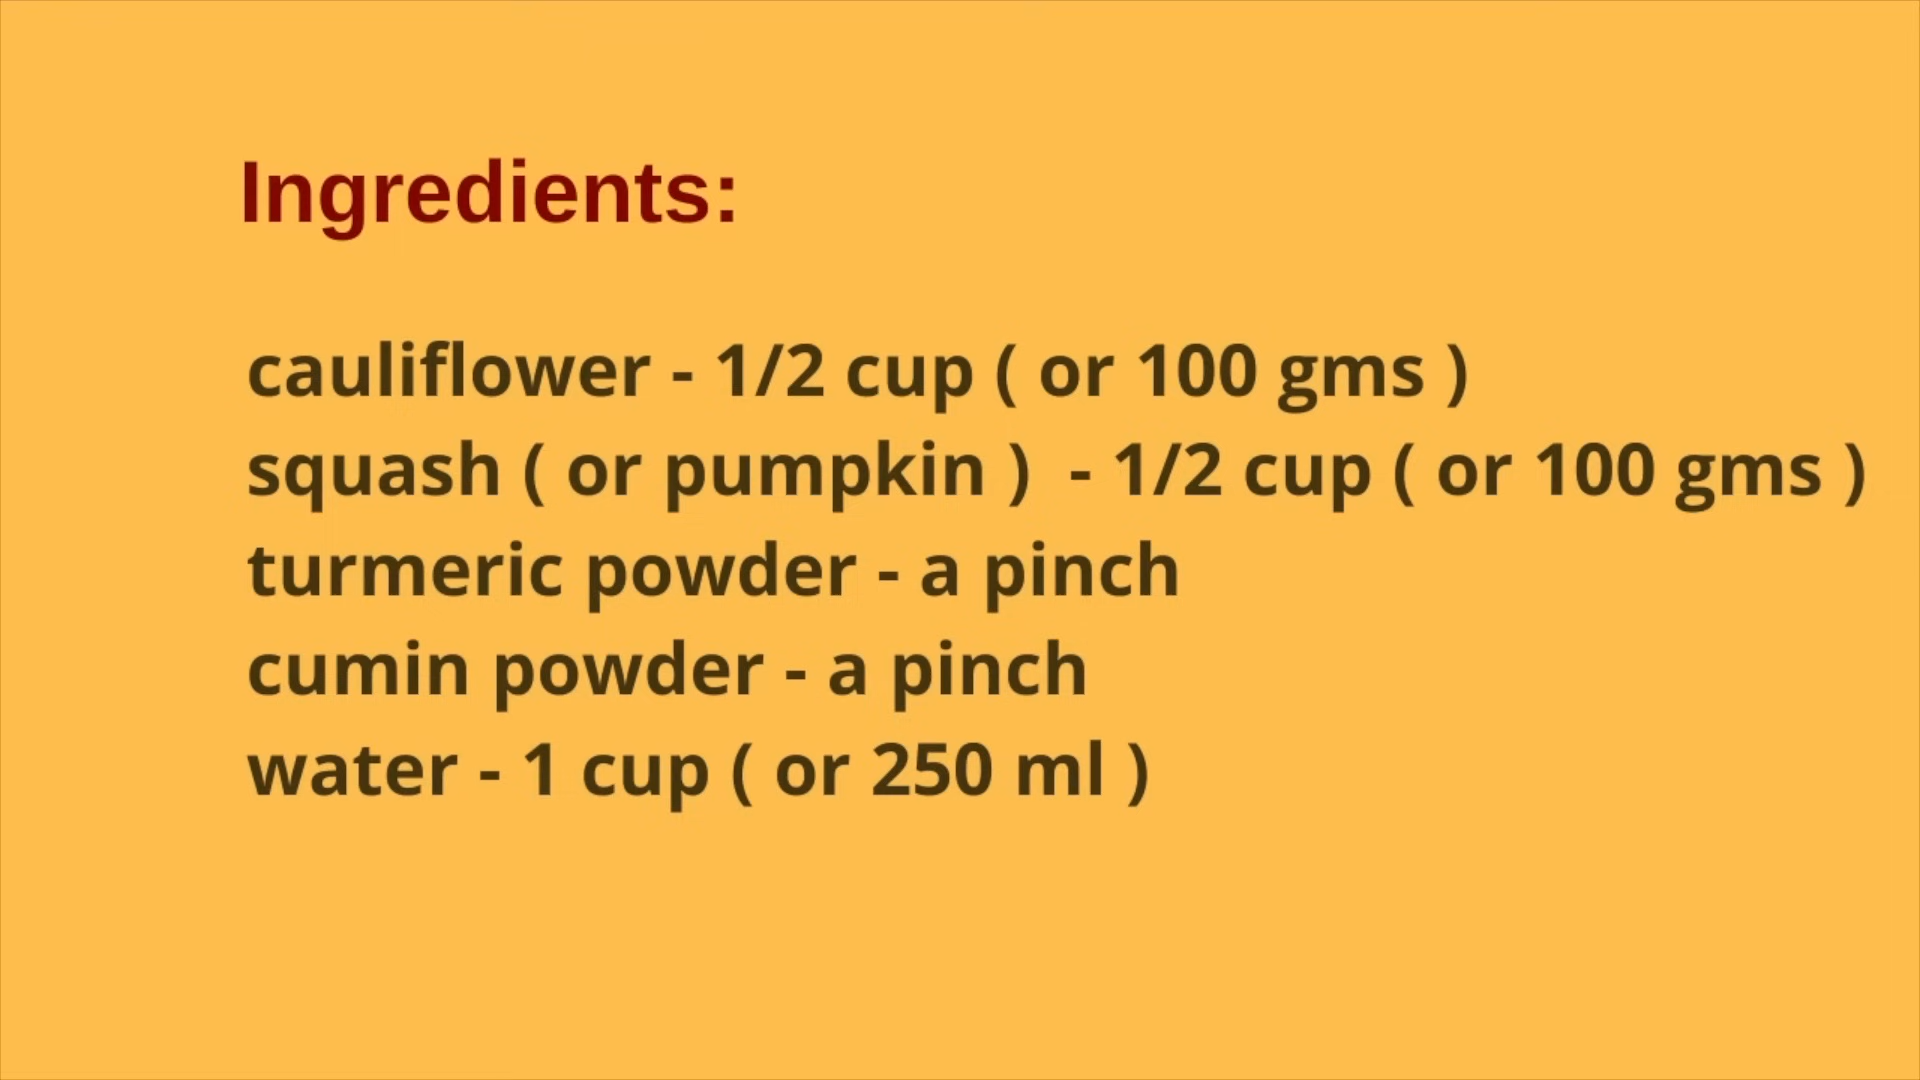 Ingredients:
cauliflower - 1/2 cup ( or 100 gms )
squash ( or pumpkin )  - 1/2 cup ( or 100 gms )
turmeric powder - a pinch
cumin powder - a pinch
water - 1 cup ( or 250 ml )